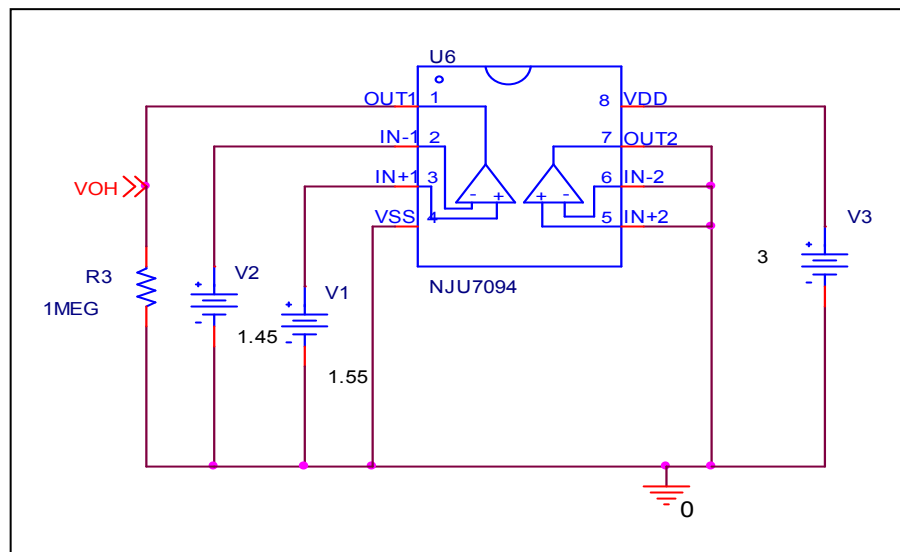 U6
OUT1 1 8 VDD
IN-1 2 7 OUT2
IN+1 3 6 IN-2
VSS 4 5 IN+2
- + + -
VOH
NJU7094
R3
1MEG
+ V2 -
1.45
+ V1 -
1.55
+ V3 -
3
0